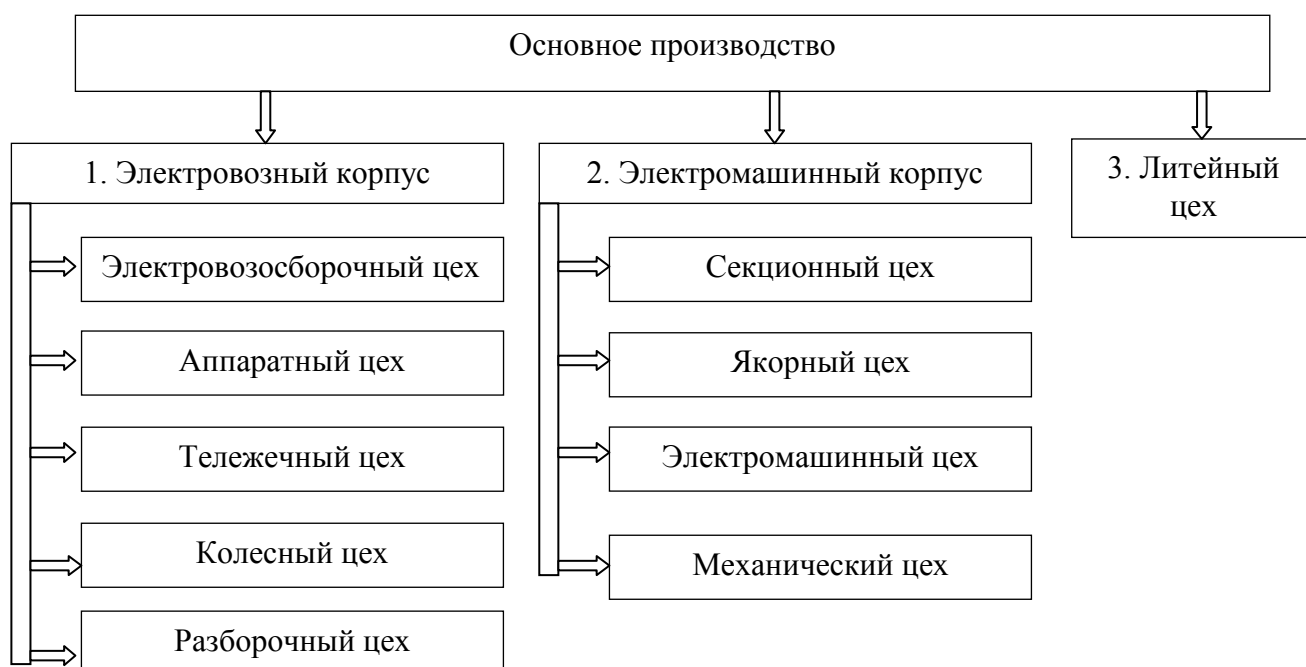 Основное производство
1. Электровозный корпус
Электровозосборочный цех
Аппаратный цех
Тележечный цех
Колесный цех
Разборочный цех
2. Электромашинный корпус
Секционный цех
Якорный цех
Электромашинный цех
Механический цех
3. Литейный
цех